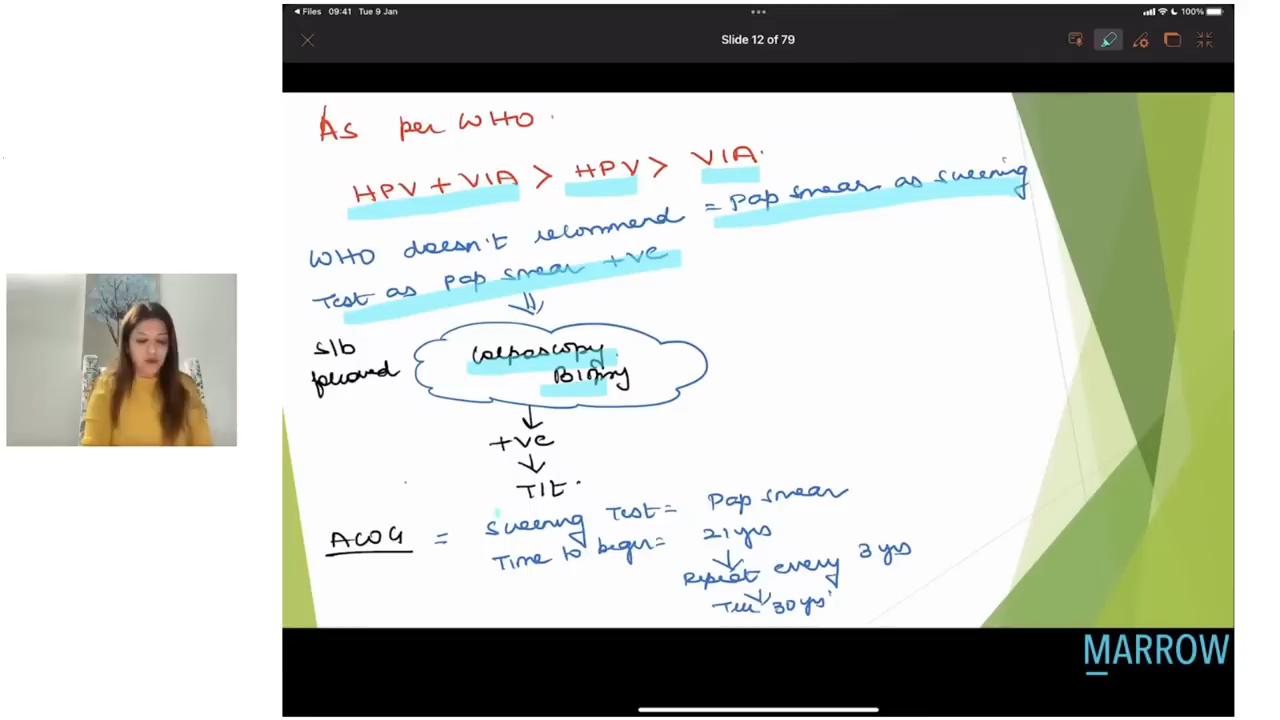 Files 09:41 Tue 9 Jan
100%
Slide 12 of 79
As per WHO.
HPV + VIA > HPV > VIA.
WHO doesn't recommend = Pap smear as screening
Test as pap smear +ve
S/b
Colposcopy
Biopsy
+ve
TIt.
ACOG = Screening Test = Pap smear
Time to begin = 21 yrs
Repeat every 3 yrs
Till 30 yrs
MARROW